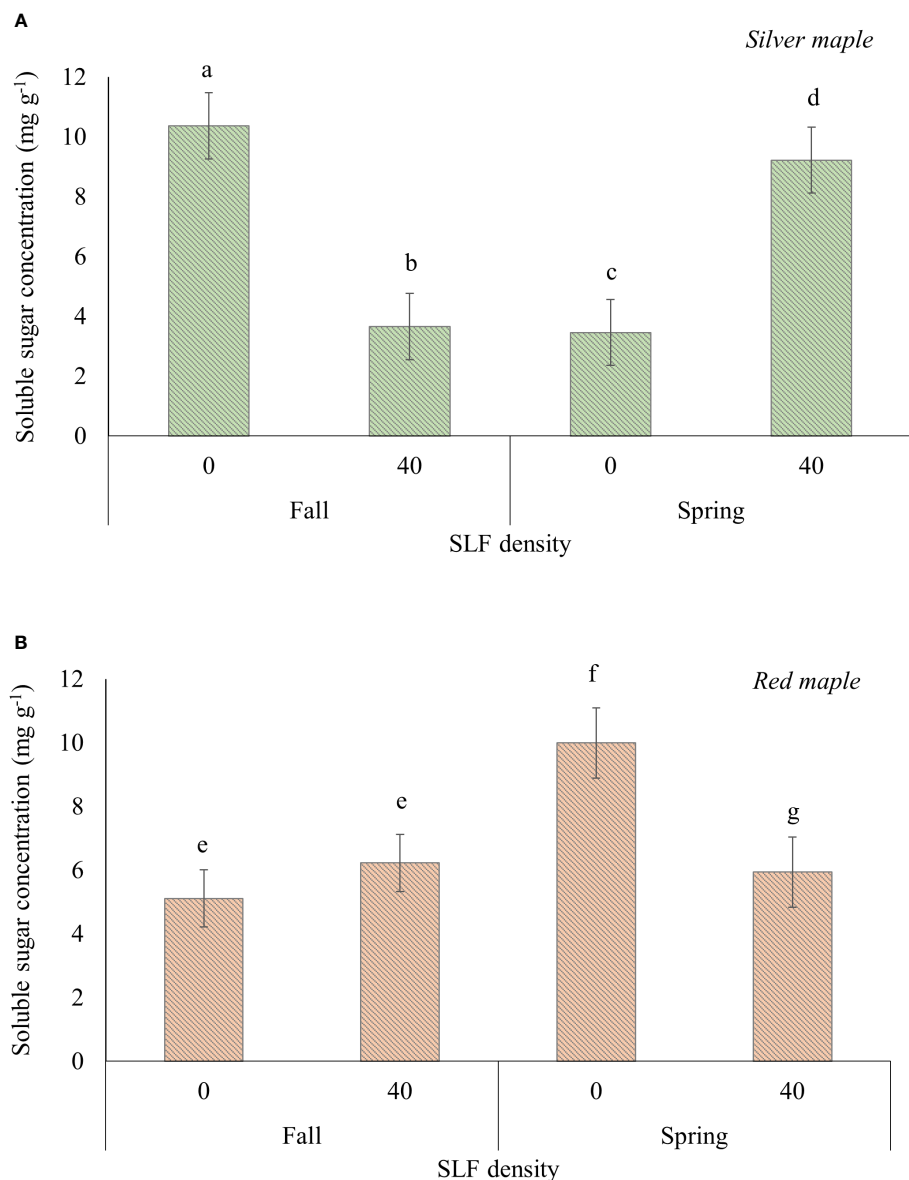 A
Silver maple
Soluble sugar concentration (mg g⁻¹)
12
10
8
6
4
2
0
a
b
c
d
0 40 0 40
Fall Spring
SLF density
B
Red maple
Soluble sugar concentration (mg g⁻¹)
12
10
8
6
4
2
0
e
e
f
g
0 40 0 40
Fall Spring
SLF density